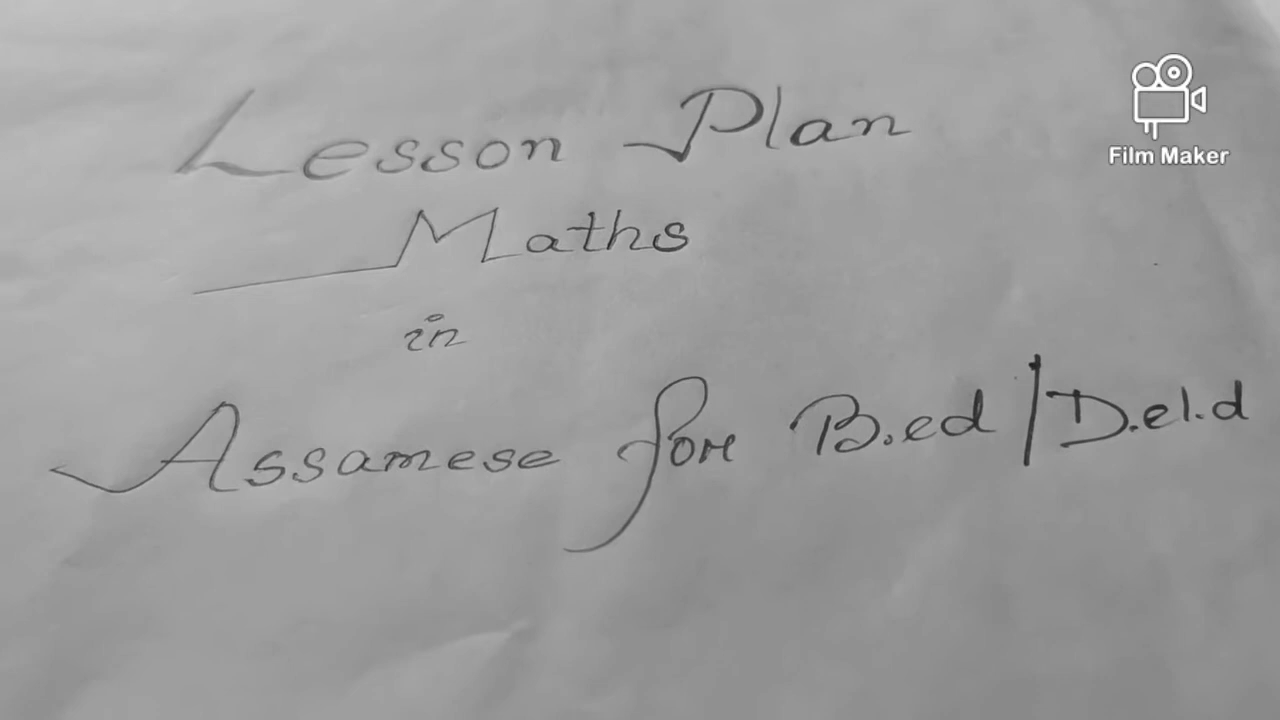 Lesson Plan
Film Maker
Maths
in
Assamese for B.ed / D.el.d